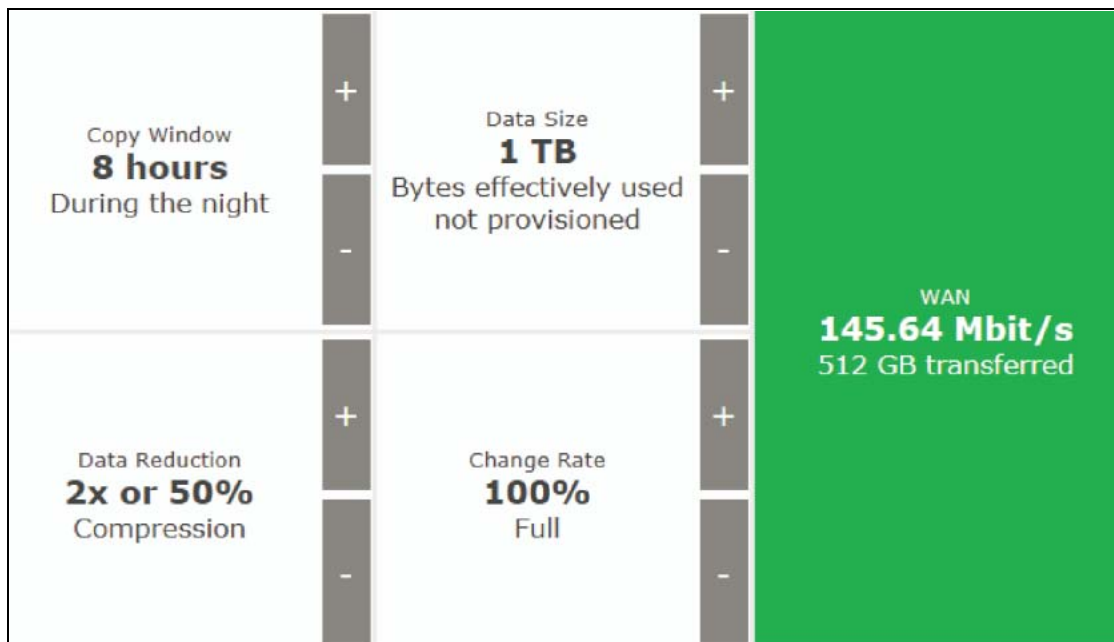 Copy Window
8 hours
During the night
+
-
Data Size
1 TB
Bytes effectively used
not provisioned
+
-
Data Reduction
2x or 50%
Compression
+
-
Change Rate
100%
Full
+
-
WAN
145.64 Mbit/s
512 GB transferred